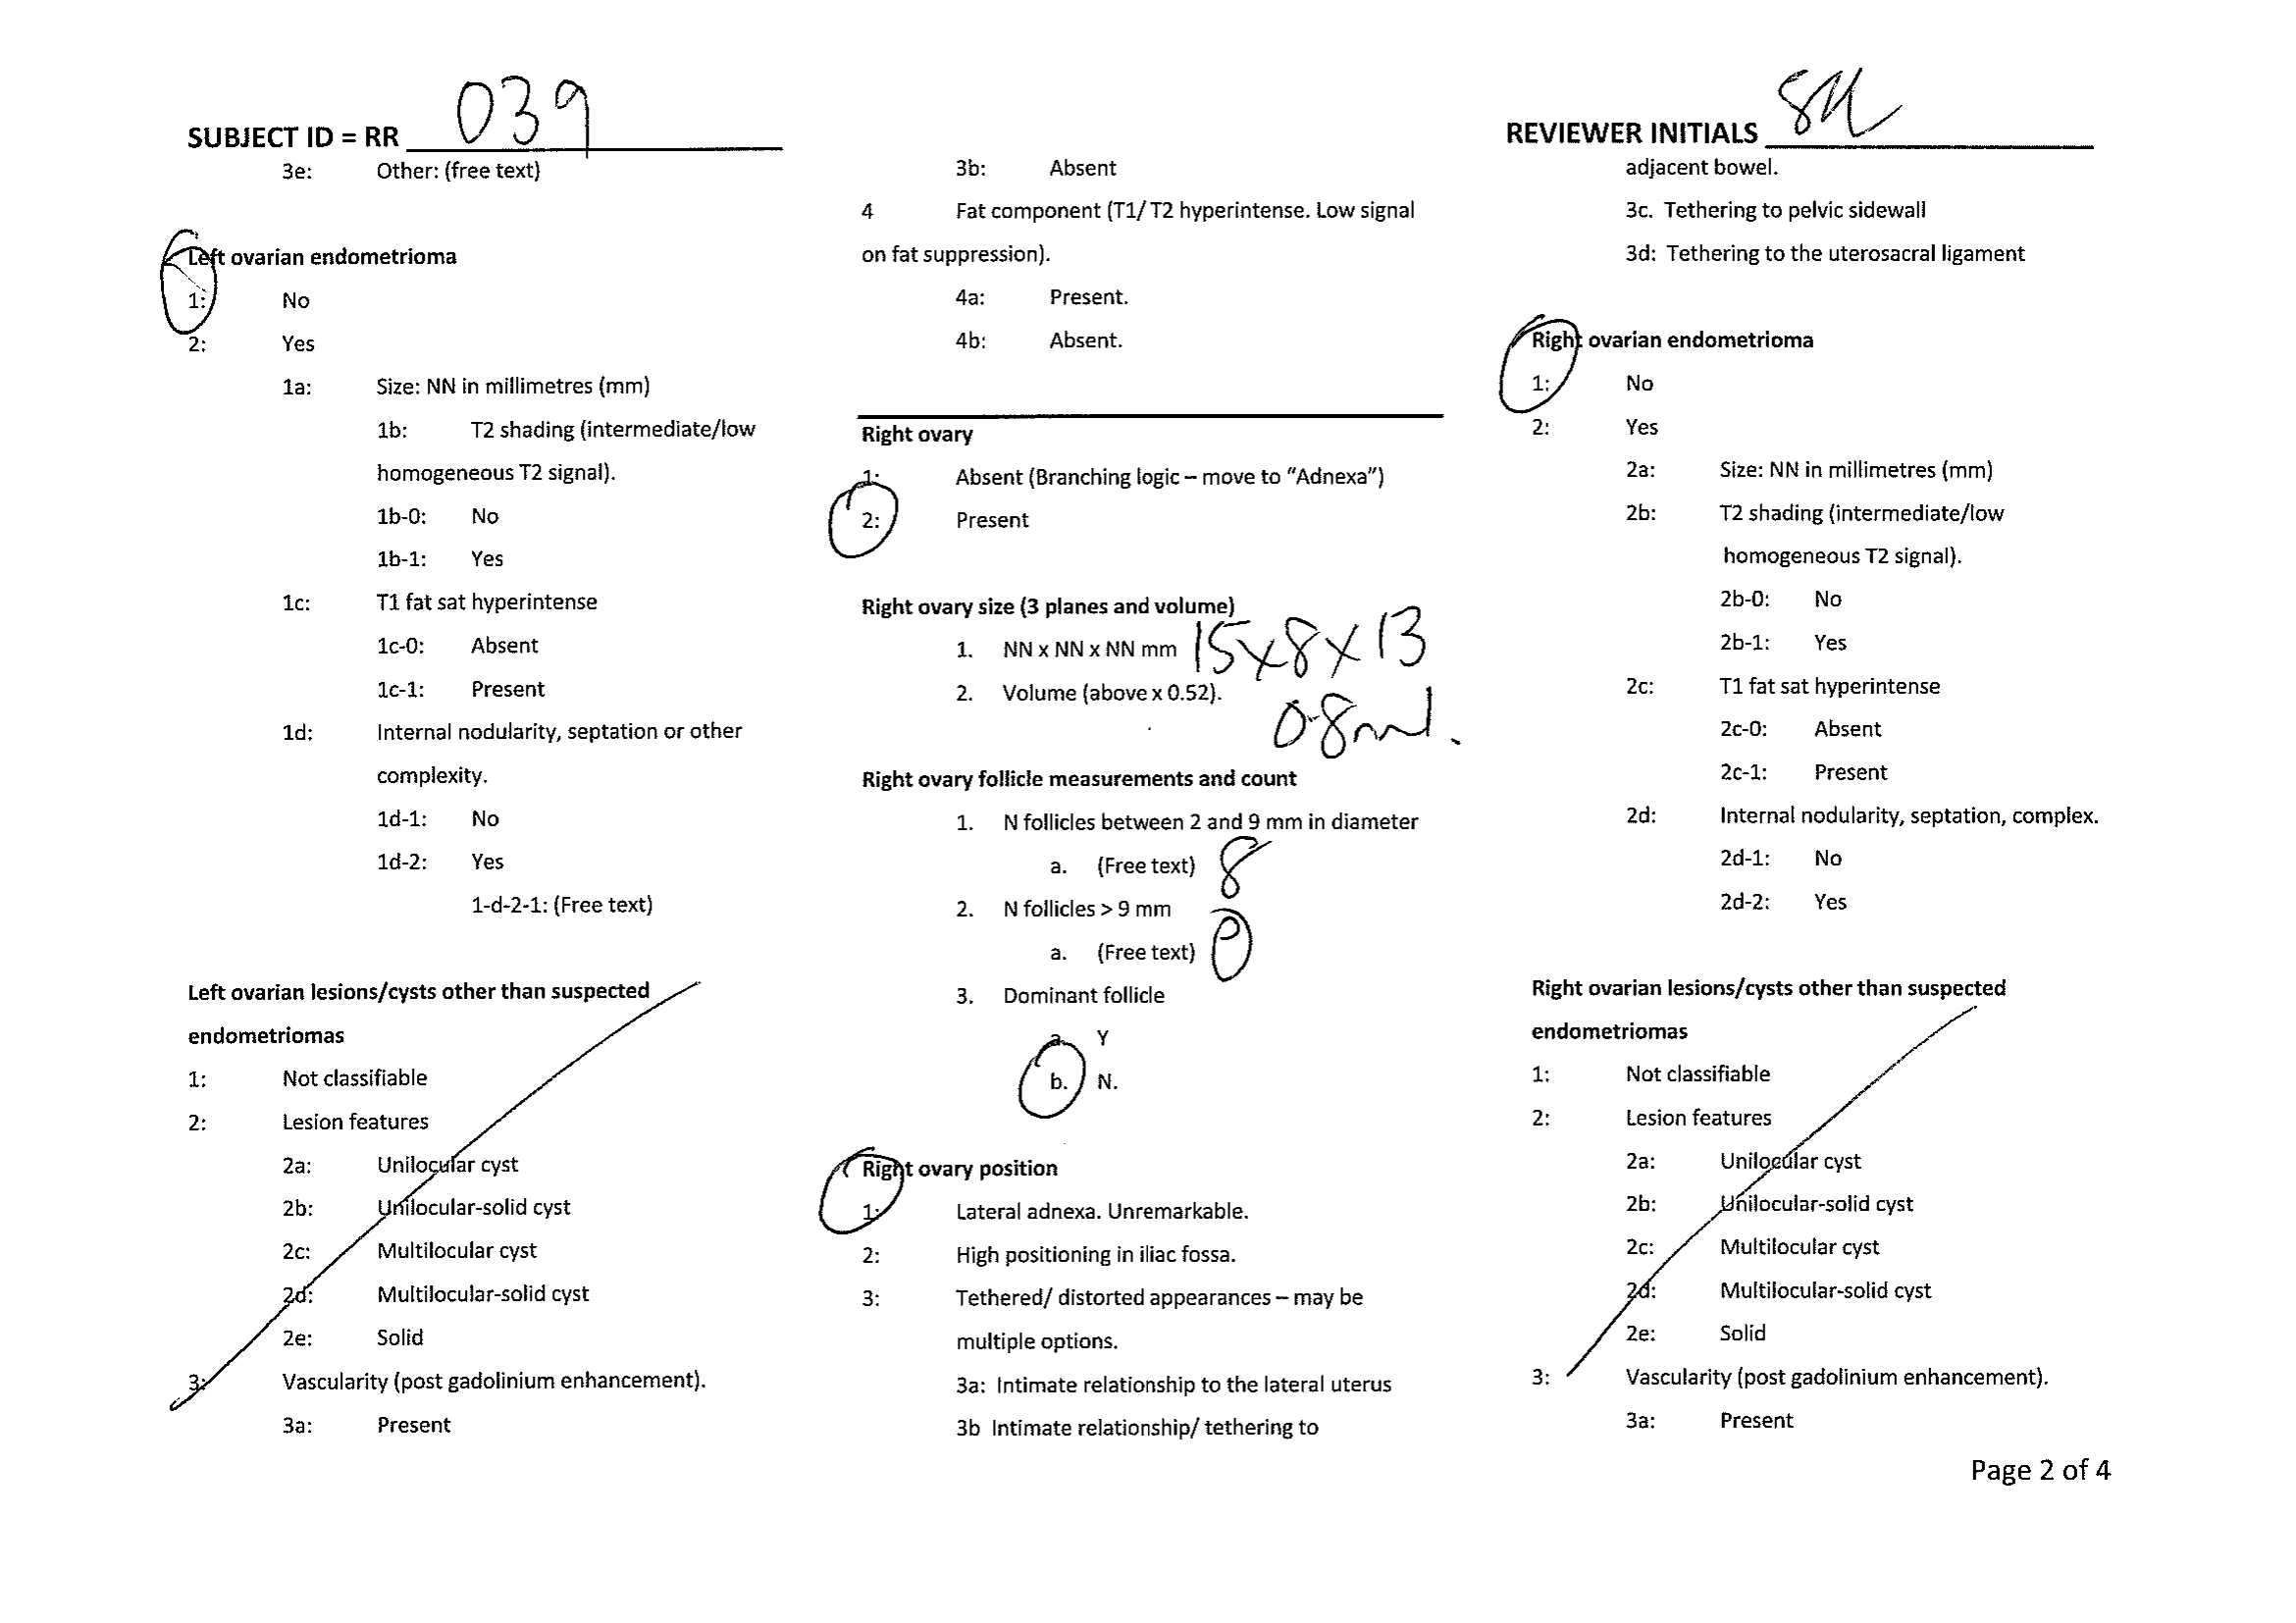 SUBJECT ID = RR 039
3e: Other: (free text)
Left ovarian endometrioma
1: No
2: Yes
1a: Size: NN in millimetres (mm)
1b: T2 shading (intermediate/low
homogeneous T2 signal).
1b-0: No
1b-1: Yes
1c: T1 fat sat hyperintense
1c-0: Absent
1c-1: Present
1d: Internal nodularity, septation or other
complexity.
1d-1: No
1d-2: Yes
1-d-2-1: (Free text)
Left ovarian lesions/cysts other than suspected
endometriomas
1: Not classifiable
2: Lesion features
2a: Unilocular cyst
2b: Unilocular-solid cyst
2c: Multilocular cyst
2d: Multilocular-solid cyst
2e: Solid
3: Vascularity (post gadolinium enhancement).
3a: Present
3b: Absent
4 Fat component (T1/ T2 hyperintense. Low signal
on fat suppression).
4a: Present.
4b: Absent.
Right ovary
1: Absent (Branching logic – move to “Adnexa”)
2: Present
Right ovary size (3 planes and volume)
1. NN x NN x NN mm 15x8x13
2. Volume (above x 0.52).
0.8ml.
Right ovary follicle measurements and count
1. N follicles between 2 and 9 mm in diameter
a. (Free text) 8
2. N follicles > 9 mm
a. (Free text) 0
3. Dominant follicle
a. Y
b. N.
Right ovary position
1: Lateral adnexa. Unremarkable.
2: High positioning in iliac fossa.
3: Tethered/ distorted appearances – may be
multiple options.
3a: Intimate relationship to the lateral uterus
3b Intimate relationship/ tethering to
REVIEWER INITIALS
adjacent bowel.
3c. Tethering to pelvic sidewall
3d: Tethering to the uterosacral ligament
Right ovarian endometrioma
1: No
2: Yes
2a: Size: NN in millimetres (mm)
2b: T2 shading (intermediate/low
homogeneous T2 signal).
2b-0: No
2b-1: Yes
2c: T1 fat sat hyperintense
2c-0: Absent
2c-1: Present
2d: Internal nodularity, septation, complex.
2d-1: No
2d-2: Yes
Right ovarian lesions/cysts other than suspected
endometriomas
1: Not classifiable
2: Lesion features
2a: Unilocular cyst
2b: Unilocular-solid cyst
2c: Multilocular cyst
2d: Multilocular-solid cyst
2e: Solid
3: Vascularity (post gadolinium enhancement).
3a: Present
Page 2 of 4